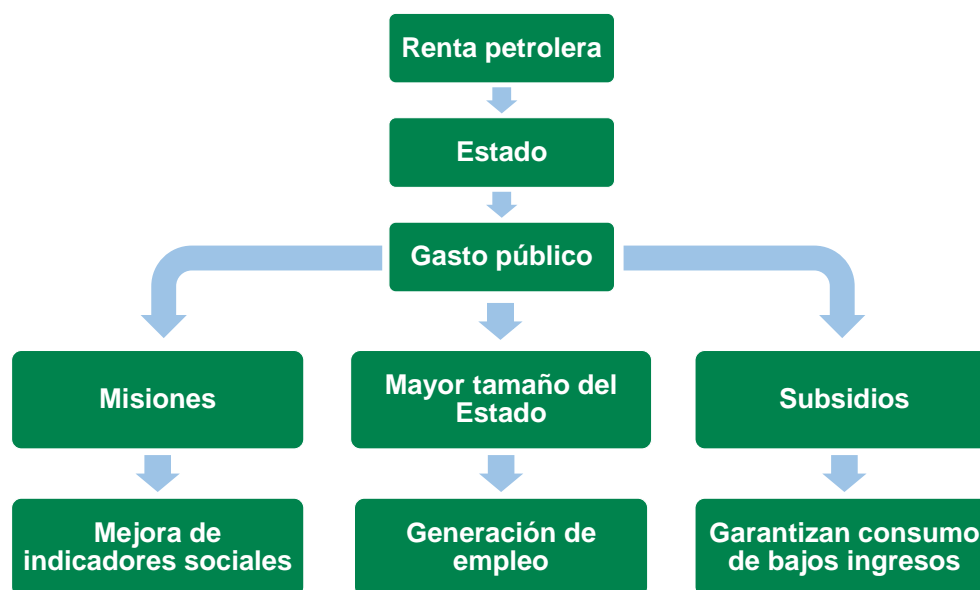 Renta petrolera
Estado
Gasto público
Misiones
Mayor tamaño del
Estado
Subsidios
Mejora de
indicadores sociales
Generación de
empleo
Garantizan consumo
de bajos ingresos